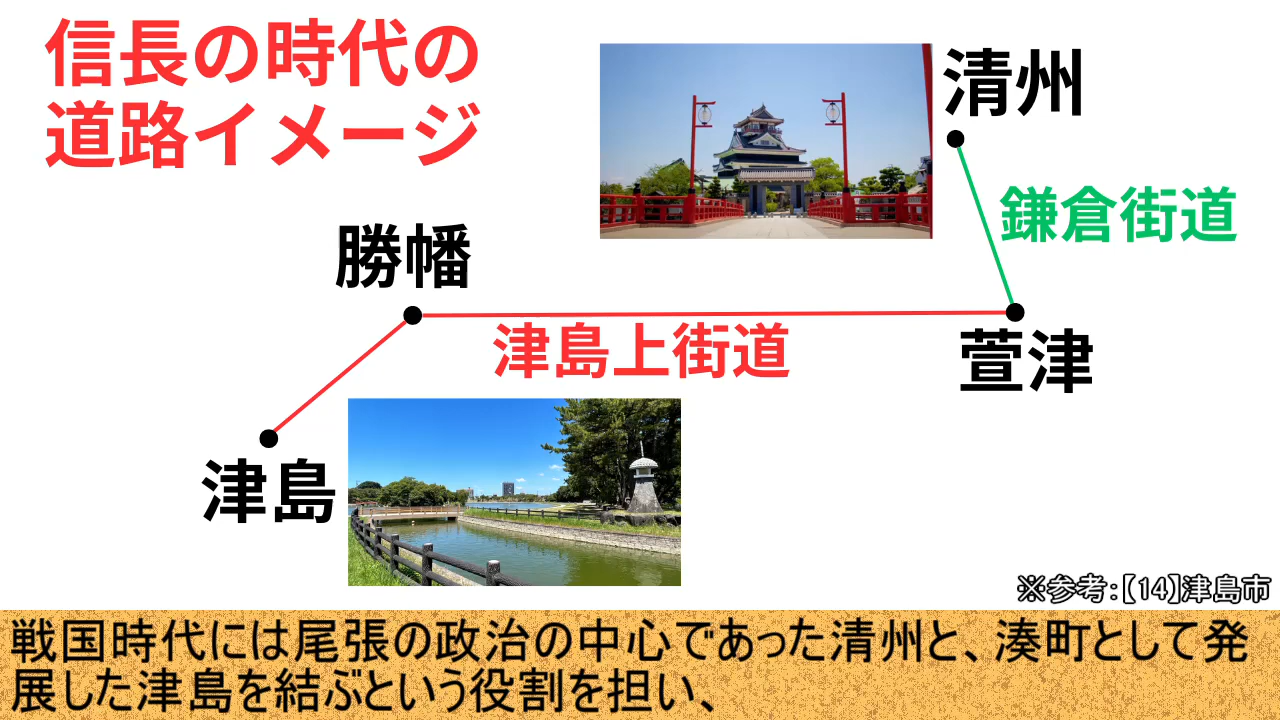 信長の時代の
道路イメージ
清州
鎌倉街道
勝幡
津島上街道
萱津
津島
※参考:【14】津島市
戦国時代には尾張の政治の中心であった清州と、湊町として発
展した津島を結ぶという役割を担い、